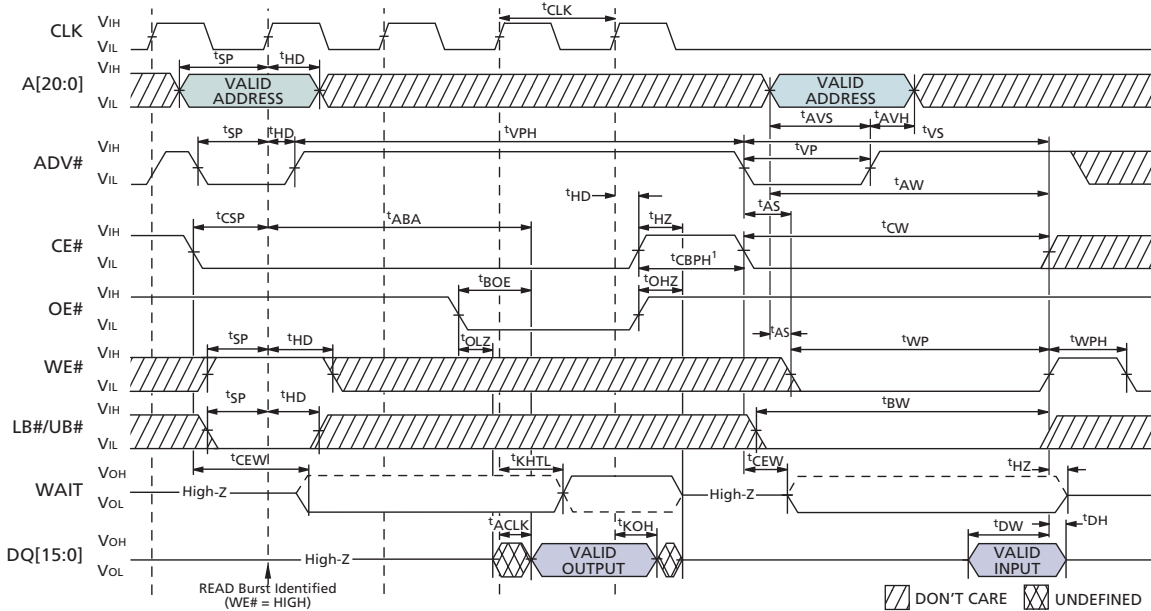 tCLK
CLK VIH
VIL
tSP tHD
A[20:0] VIH
VIL
VALID ADDRESS
VALID ADDRESS
tAVS tAVH
tSP tHD tVPH tVS
ADV# VIH
VIL
tVP
tAW
tHD tAS
tCSP tABA tHZ tCW
CE# VIH
VIL
tCBPH1
tBOE tOHZ
OE# VIH
VIL
tOLZ tAS
tSP tHD tWP tWPH
WE# VIH
VIL
tSP tHD tBW
LB#/UB# VIH
VIL
tCEW tKHTL tCEW tHZ
WAIT VOH
VOL
High-Z High-Z
tACLK tKOH tDW tDH
DQ[15:0] VOH
VOL
High-Z
VALID OUTPUT
VALID INPUT
READ Burst Identified
(WE# = HIGH)
DON'T CARE UNDEFINED